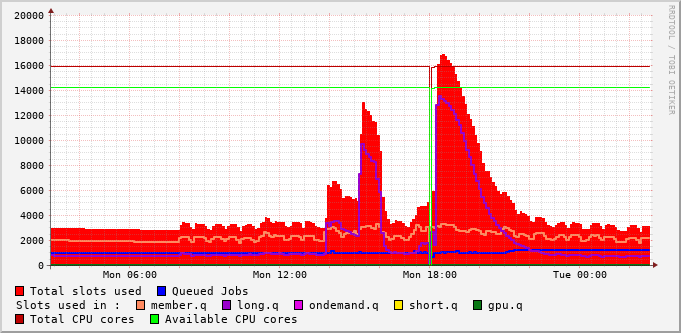 RRDTOOL / TOBI OETIKER
20000
18000
16000
14000
12000
10000
8000
6000
4000
2000
0
Mon 06:00 Mon 12:00 Mon 18:00 Tue 00:00
Total slots used Queued Jobs
Slots used in : member.q long.q ondemand.q short.q gpu.q
Total CPU cores Available CPU cores